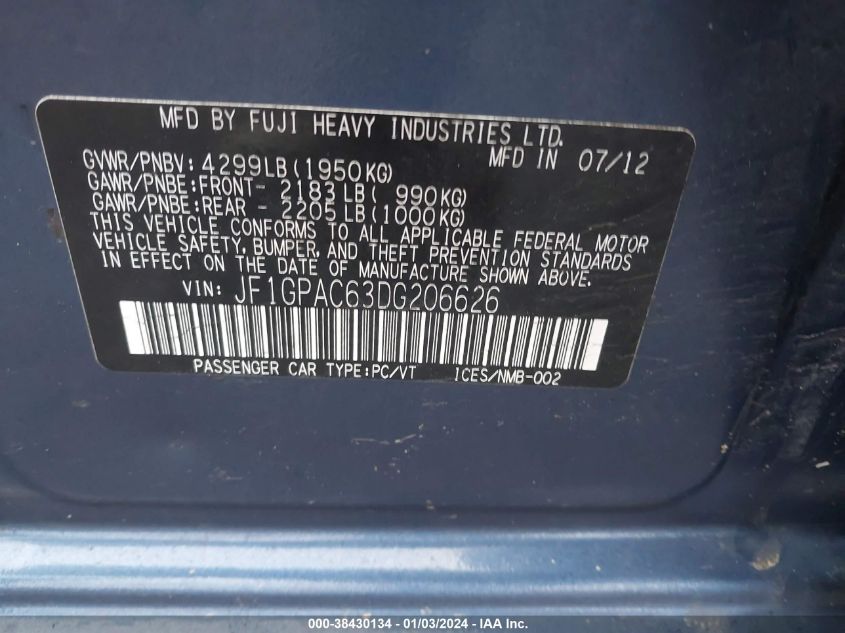 MFD BY FUJI HEAVY INDUSTRIES LTD.
MFD IN 07/12
GVWR/PNBV: 4299LB(1950KG)
GAWR/PNBE:FRONT- 2183LB( 990KG)
GAWR/PNBE:REAR - 2205LB(1000KG)
THIS VEHICLE CONFORMS TO ALL APPLICABLE FEDERAL MOTOR
VEHICLE SAFETY, BUMPER, AND THEFT PREVENTION STANDARDS
IN EFFECT ON THE DATE OF MANUFACTURE SHOWN ABOVE.
VIN: JF1GPAC63DG206626
PASSENGER CAR TYPE:PC/VT ICES/NMB-002
000-38430134 - 01/03/2024 - IAA, Inc.